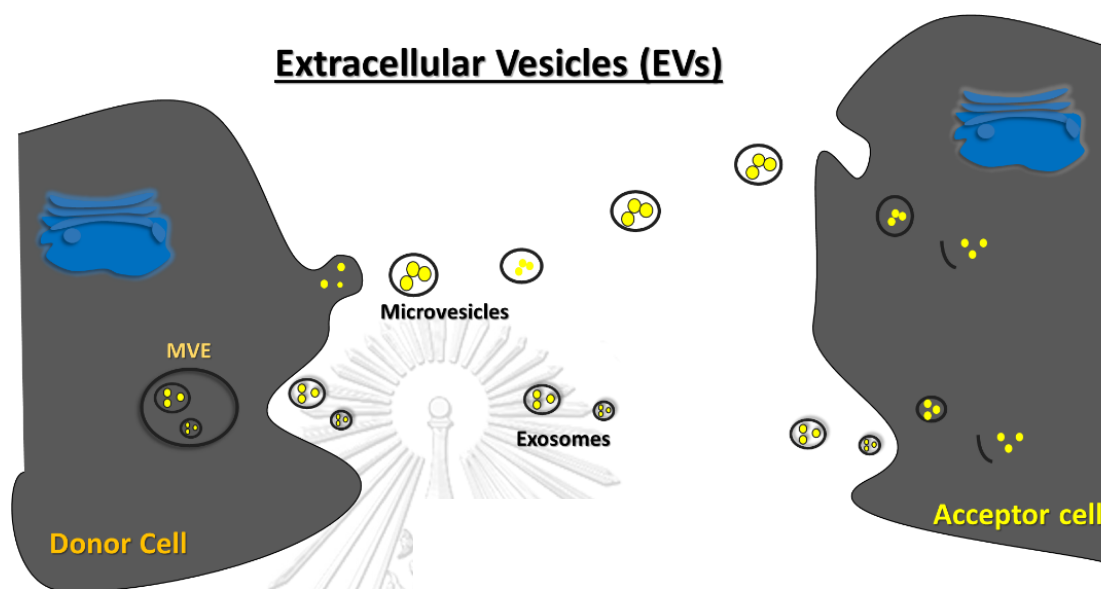 Extracellular Vesicles (EVs)
Microvesicles
MVE
Exosomes
Donor Cell
Acceptor cell